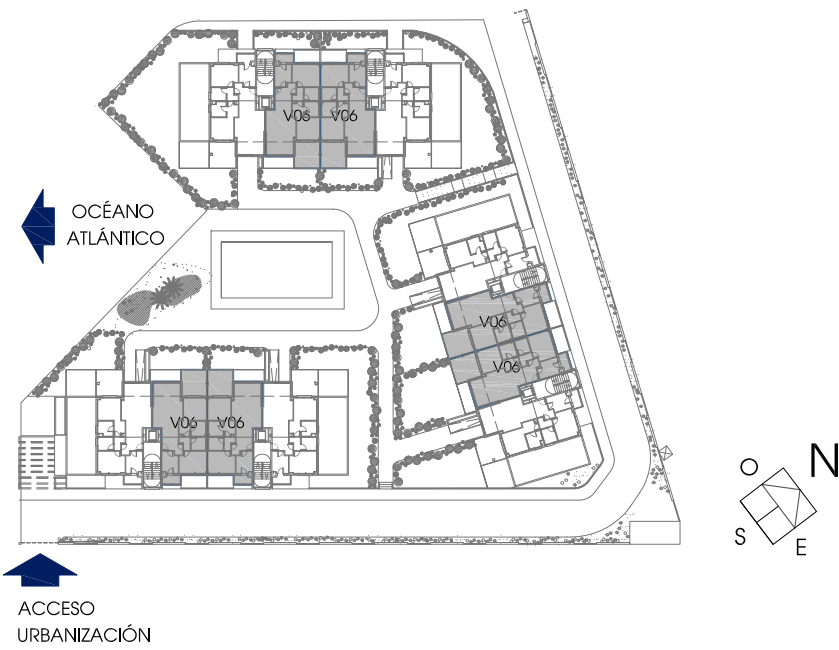 V06 V06
OCÉANO
ATLÁNTICO
V06
V06
V06 V06
N
O
S
E
ACCESO
URBANIZACIÓN